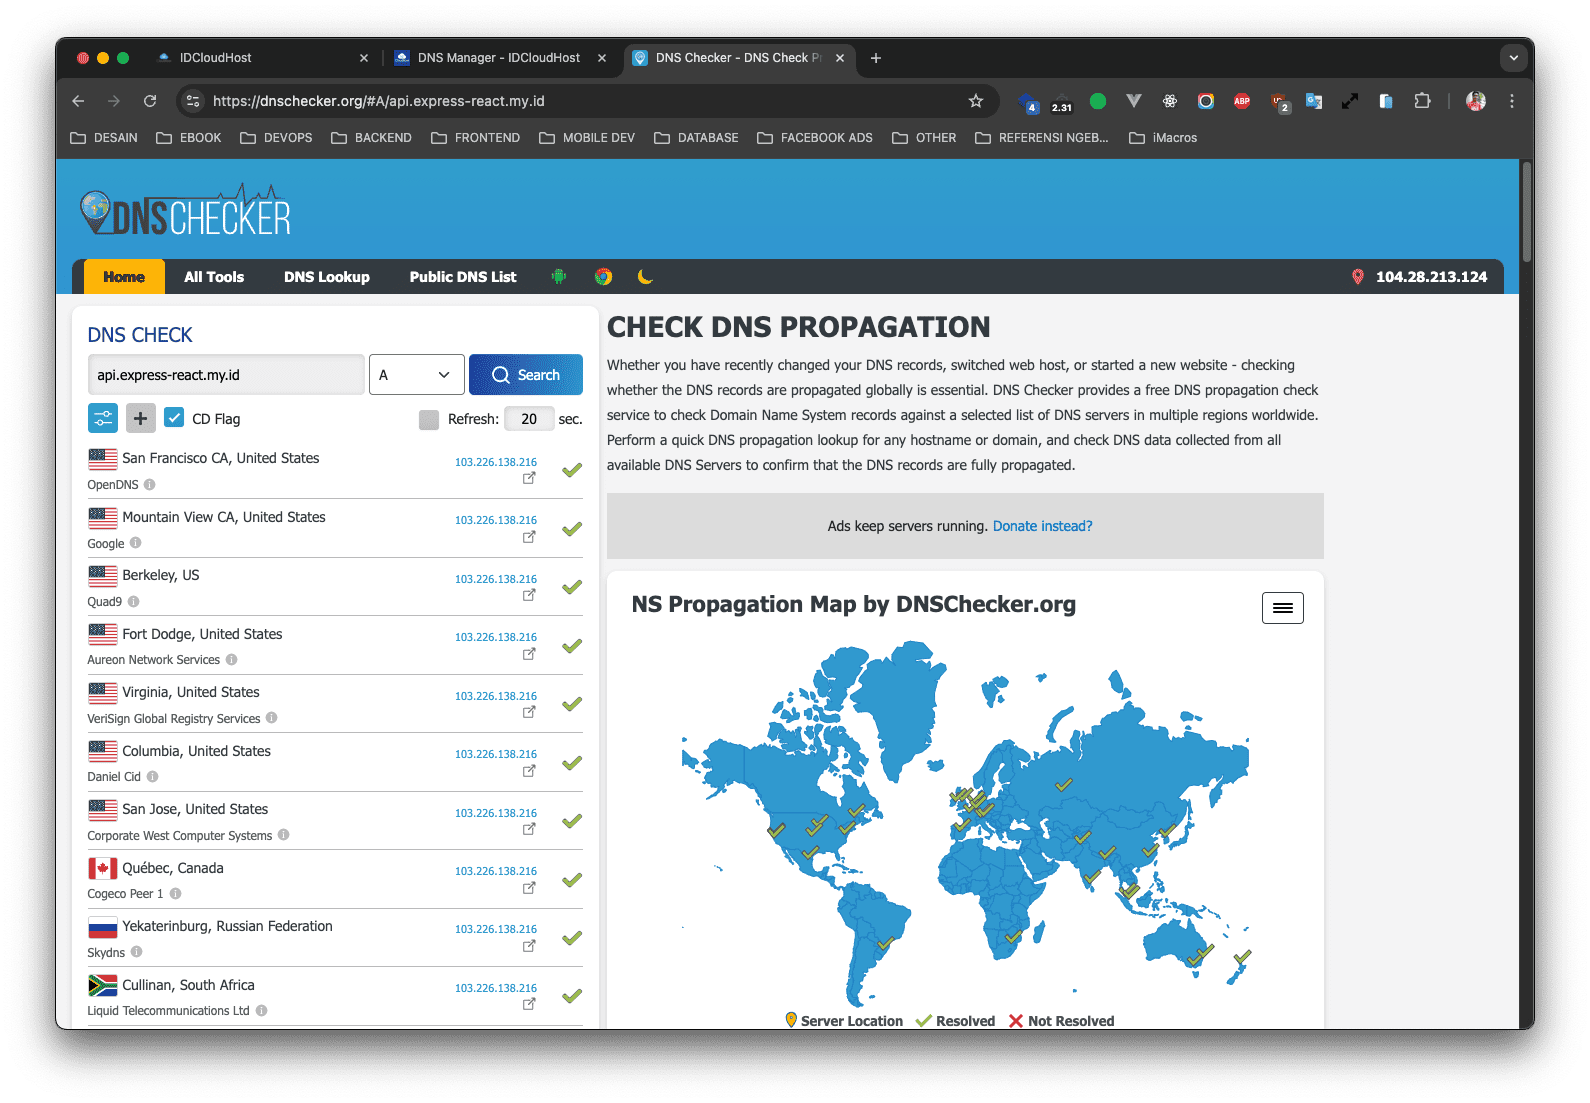 IDCloudHost
DNS Manager - IDCloudHost
DNS Checker - DNS Check Pr
https://dnschecker.org/#A/api.express-react.my.id
4
2.31
ABP
2
DESAIN
EBOOK
DEVOPS
BACKEND
FRONTEND
MOBILE DEV
DATABASE
FACEBOOK ADS
OTHER
REFERENSI NGEB...
iMacros
DNSCHECKER
Home
All Tools
DNS Lookup
Public DNS List
104.28.213.124
DNS CHECK
api.express-react.my.id
A
Search
CD Flag
Refresh: 20 sec.
San Francisco CA, United States
OpenDNS
103.226.138.216
Mountain View CA, United States
Google
103.226.138.216
Berkeley, US
Quad9
103.226.138.216
Fort Dodge, United States
Aureon Network Services
103.226.138.216
Virginia, United States
VeriSign Global Registry Services
103.226.138.216
Columbia, United States
Daniel Cid
103.226.138.216
San Jose, United States
Corporate West Computer Systems
103.226.138.216
Québec, Canada
Cogeco Peer 1
103.226.138.216
Yekaterinburg, Russian Federation
Skydns
103.226.138.216
Cullinan, South Africa
Liquid Telecommunications Ltd
103.226.138.216
CHECK DNS PROPAGATION
Whether you have recently changed your DNS records, switched web host, or started a new website - checking
whether the DNS records are propagated globally is essential. DNS Checker provides a free DNS propagation check
service to check Domain Name System records against a selected list of DNS servers in multiple regions worldwide.
Perform a quick DNS propagation lookup for any hostname or domain, and check DNS data collected from all
available DNS Servers to confirm that the DNS records are fully propagated.
Ads keep servers running. Donate instead?
NS Propagation Map by DNSChecker.org
Server Location
Resolved
Not Resolved